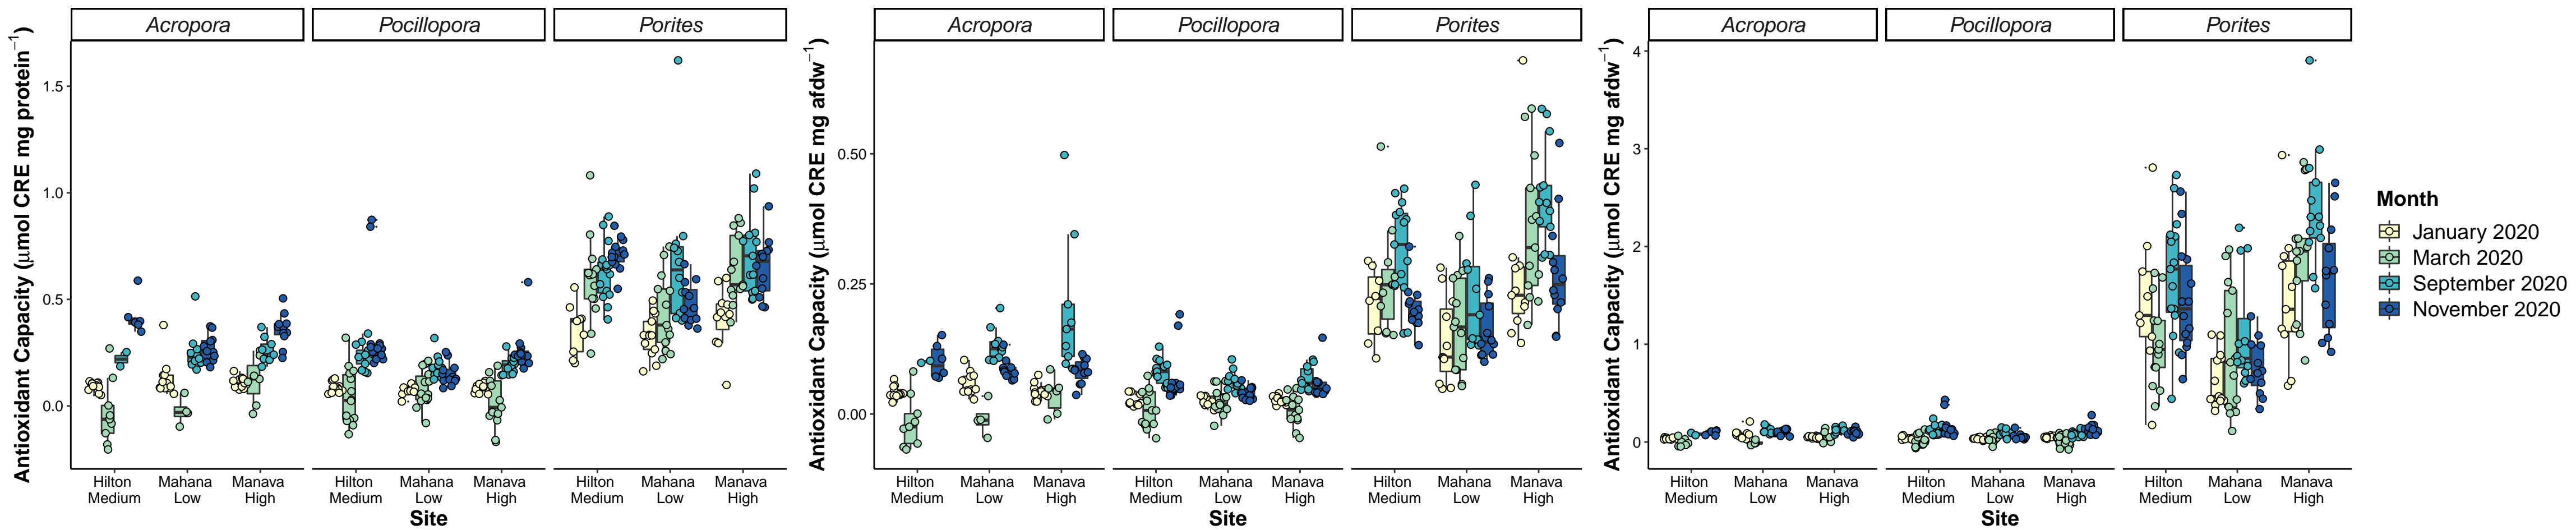 Acropora Pocillopora Porites
Antioxidant Capacity (μmol CRE mg protein⁻¹)
1.5
1.0
0.5
0.0
Hilton Medium Mahana Low Manava High Hilton Medium Mahana Low Manava High Hilton Medium Mahana Low Manava High
Site
Acropora Pocillopora Porites
Antioxidant Capacity (μmol CRE mg afdw⁻¹)
0.50
0.25
0.00
Hilton Medium Mahana Low Manava High Hilton Medium Mahana Low Manava High Hilton Medium Mahana Low Manava High
Site
Acropora Pocillopora Porites
Antioxidant Capacity (μmol CRE mg afdw⁻¹)
4
3
2
1
0
Hilton Medium Mahana Low Manava High Hilton Medium Mahana Low Manava High Hilton Medium Mahana Low Manava High
Site
Month
January 2020
March 2020
September 2020
November 2020